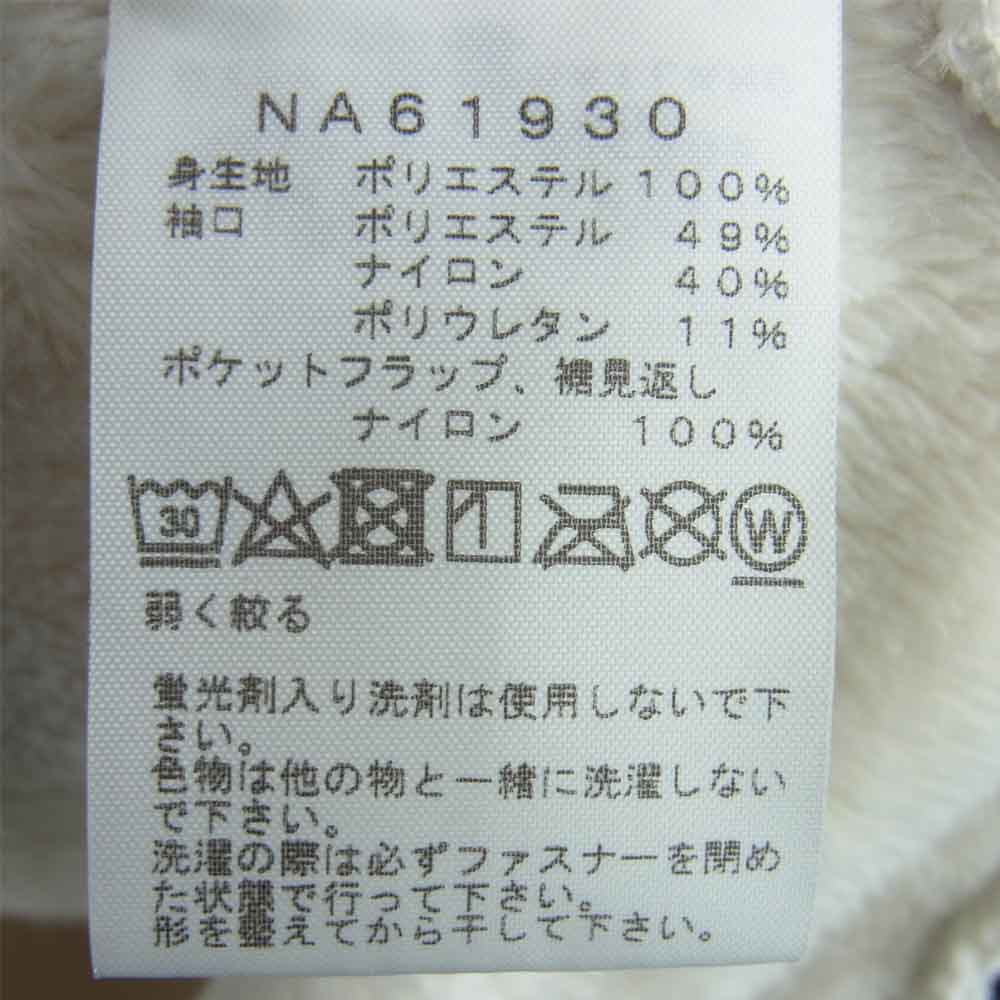 NA61930
身生地 ポリエステル 100%
袖口 ポリエステル 49%
ナイロン 40%
ポリウレタン 11%
ポケットフラップ、裾見返し
ナイロン 100%
30 W
弱く絞る
蛍光剤入り洗剤は使用しないで下
さい。
色物は他の物と一緒に洗濯しない
で下さい。
洗濯の際は必ずファスナーを閉め
た状態で行って下さい。
形を整えてから干して下さい。